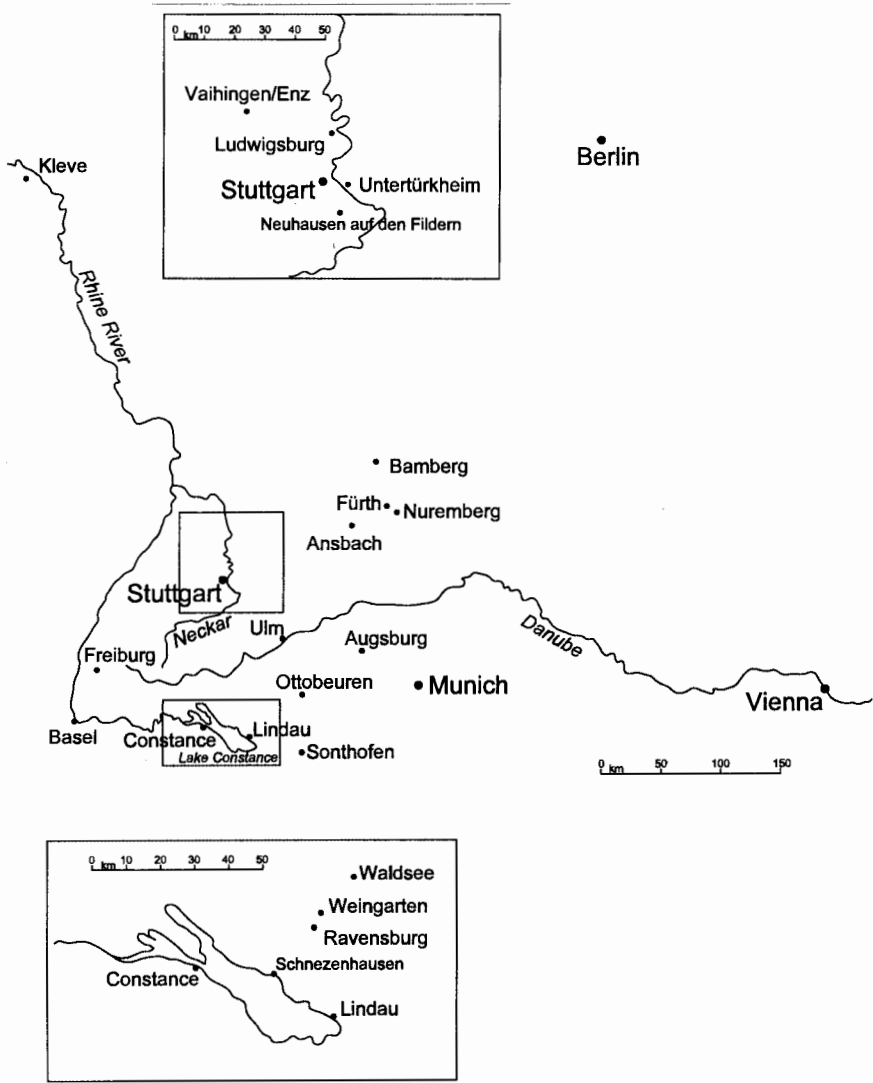 0 km 10 20 30 40 50
Vaihingen/Enz
Ludwigsburg
Stuttgart
Untertürkheim
Neuhausen auf den Fildern
Berlin
Kleve
Rhine River
Bamberg
Fürth
Nuremberg
Ansbach
Stuttgart
Neckar
Ulm
Augsburg
Danube
Freiburg
Ottobeuren
Munich
Vienna
Basel
Constance
Lindau
Lake Constance
Sonthofen
0 km 50 100 150
0 km 10 20 30 40 50
Waldsee
Weingarten
Ravensburg
Schnezenhausen
Constance
Lindau